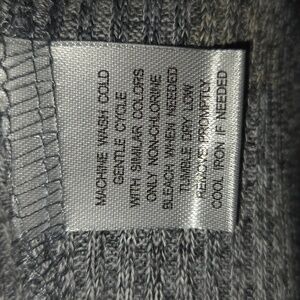 MACHINE WASH COLD
GENTLE CYCLE
WITH SIMILAR COLORS
ONLY NON-CHLORINE
BLEACH WHEN NEEDED
TUMBLE DRY LOW
REMOVE PROMPTLY
COOL IRON IF NEEDED